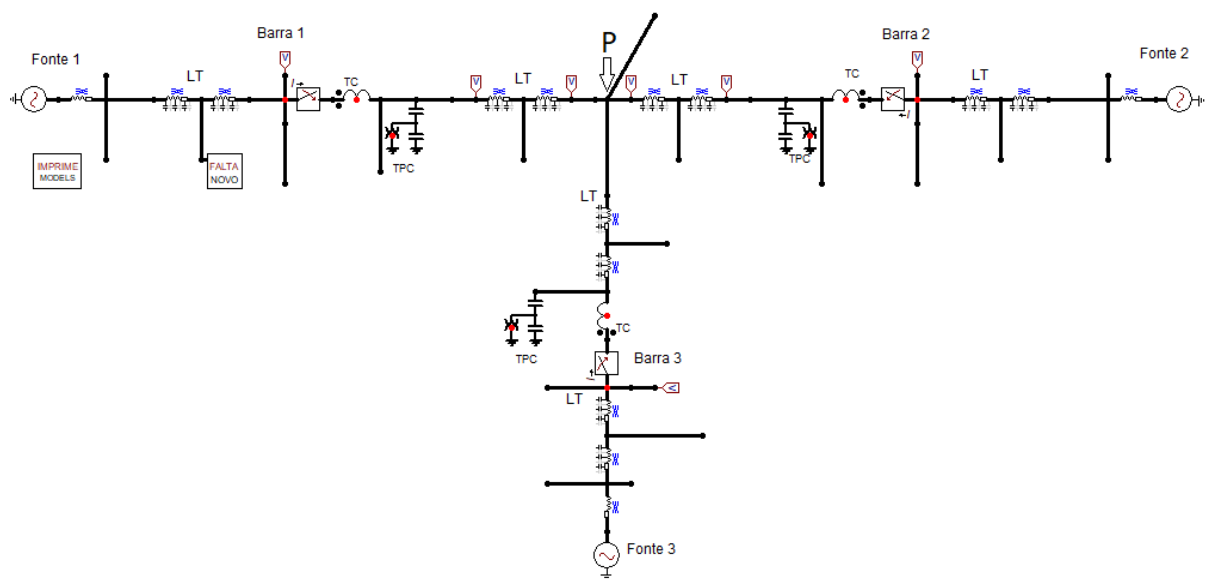 Barra 1
P
Barra 2
Fonte 1
Fonte 2
LT
V
I
TC
V
LT
V
V
LT
V
TC
V
I
LT
TPC
TPC
IMPRIME
MODELS
FALTA
NOVO
LT
TC
TPC
Barra 3
I
V
LT
Fonte 3